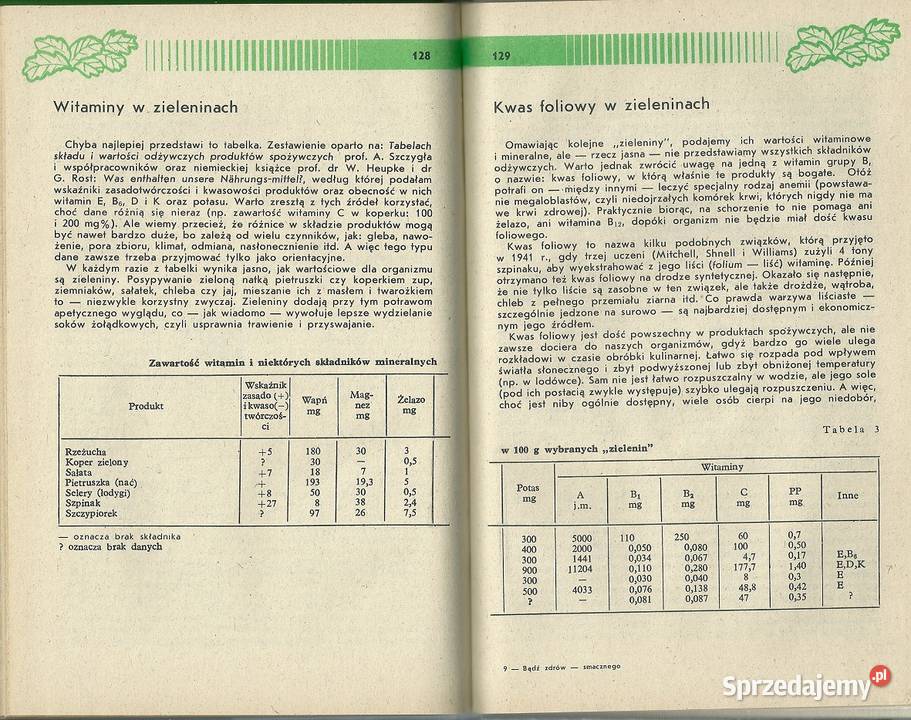 128
Witaminy w zieleninach
Chyba najlepiej przedstawi to tabelka. Zestawienie oparto na: Tabelach
składu i wartości odżywczych produktów spożywczych prof. A. Szczygła
i współpracowników oraz niemieckiej książce prof. dr W. Heupke i dr
G. Rost: Was enthalten unsere Nährungs-mittel?, według której podałam
wskaźniki zasadotwórczości i kwasowości produktów oraz obecność w nich
witamin E, B₆, D i K oraz potasu. Warto zresztą z tych źródeł korzystać,
choć dane różnią się nieraz (np. zawartość witaminy C w koperku: 100
i 200 mg%). Ale wiemy przecież, że różnice w składzie produktów mogą
być nawet bardzo duże, bo zależą od wielu czynników, jak: gleba, nawo-
żenie, pora zbioru, klimat, odmiana, nasłonecznienie itd. A więc tego typu
dane zawsze trzeba przyjmować tylko jako orientacyjne.
W każdym razie z tabelki wynika jasno, jak wartościowe dla organizmu
są zieleniny. Posypywanie zieloną natką pietruszki czy koperkiem zup,
ziemniaków, sałatek, chleba czy jaj, mieszanie ich z masłem i twarożkiem
to — niezwykle korzystny zwyczaj. Zieleniny dodają przy tym potrawom
apetycznego wyglądu, co — jak wiadomo — wywołuje lepsze wydzielanie
soków żołądkowych, czyli usprawnia trawienie i przyswajanie.
Zawartość witamin i niektórych składników mineralnych
Produkt | Wskaźnik zasado (+) i kwaso(−) twórczoś-ci | Wapń mg | Mag-nez mg | Żelazo mg
Rzeżucha +5 180 30 3
Koper zielony ? 30 — 0,5
Sałata +7 18 7 1
Pietruszka (nać) + 193 19,3 5
Selery (łodygi) +8 50 30 0,5
Szpinak +27 8 38 2,4
Szczypiorek ? 97 26 7,5
— oznacza brak składnika
? oznacza brak danych
129
Kwas foliowy w zieleninach
Omawiając kolejne „zieleniny”, podajemy ich wartości witaminowe
i mineralne, ale — rzecz jasna — nie przedstawiamy wszystkich składników
odżywczych. Warto jednak zwrócić uwagę na jedną z witamin grupy B,
o nazwie: kwas foliowy, w którą właśnie te produkty są bogate. Otóż
potrafi on — między innymi — leczyć specjalny rodzaj anemii (powstawa-
nie megaloblastów, czyli niedojrzałych komórek krwi, których nigdy nie ma
we krwi zdrowej). Praktycznie biorąc, na schorzenie to nie pomaga ani
żelazo, ani witamina B₁₂, dopóki organizm nie będzie miał dość kwasu
foliowego.
Kwas foliowy to nazwa kilku podobnych związków, którą przyjęto
w 1941 r., gdy trzej uczeni (Mitchell, Shnell i Williams) zużyli 4 tony
szpinaku, aby wyekstrahować z jego liści (folium — liść) witaminę. Później
otrzymano też kwas foliowy na drodze syntetycznej. Okazało się następnie,
że nie tylko liście są zasobne w ten związek, ale także drożdże, wątroba,
chleb z pełnego przemiału ziarna itd. Co prawda warzywa liściaste —
szczególnie jedzone na surowo — są najbardziej dostępnym i ekonomicz-
nym jego źródłem.
Kwas foliowy jest dość powszechny w produktach spożywczych, ale nie
zawsze dociera do naszych organizmów, gdyż bardzo go wiele ulega
rozkładowi w czasie obróbki kulinarnej. Łatwo się rozpada pod wpływem
światła słonecznego i zbyt podwyższonej lub zbyt obniżonej temperatury
(np. w lodówce). Sam nie jest łatwo rozpuszczalny w wodzie, ale jego sole
(pod ich postacią zwykle występuje) szybko ulegają rozpuszczeniu. A więc,
choć jest niby ogólnie dostępny, wiele osób cierpi na jego niedobór,
Tabela 3
w 100 g wybranych „zielenin”
Witaminy
Potas mg | A j.m. | B₁ mg | B₂ mg | C mg | PP mg | Inne
300 5000 110 250 60 0,7
400 2000 0,050 0,080 100 0,50
300 1441 0,034 0,067 4,7 0,17 E,B₆
900 11204 0,110 0,280 177,7 1,40 E,D,K
300 — 0,030 0,040 8 0,3 E
500 4033 0,076 0,138 48,8 0,42 E
? — 0,081 0,087 47 0,35 ?
9 — Bądź zdrów — smacznego
Sprzedajemy.pl